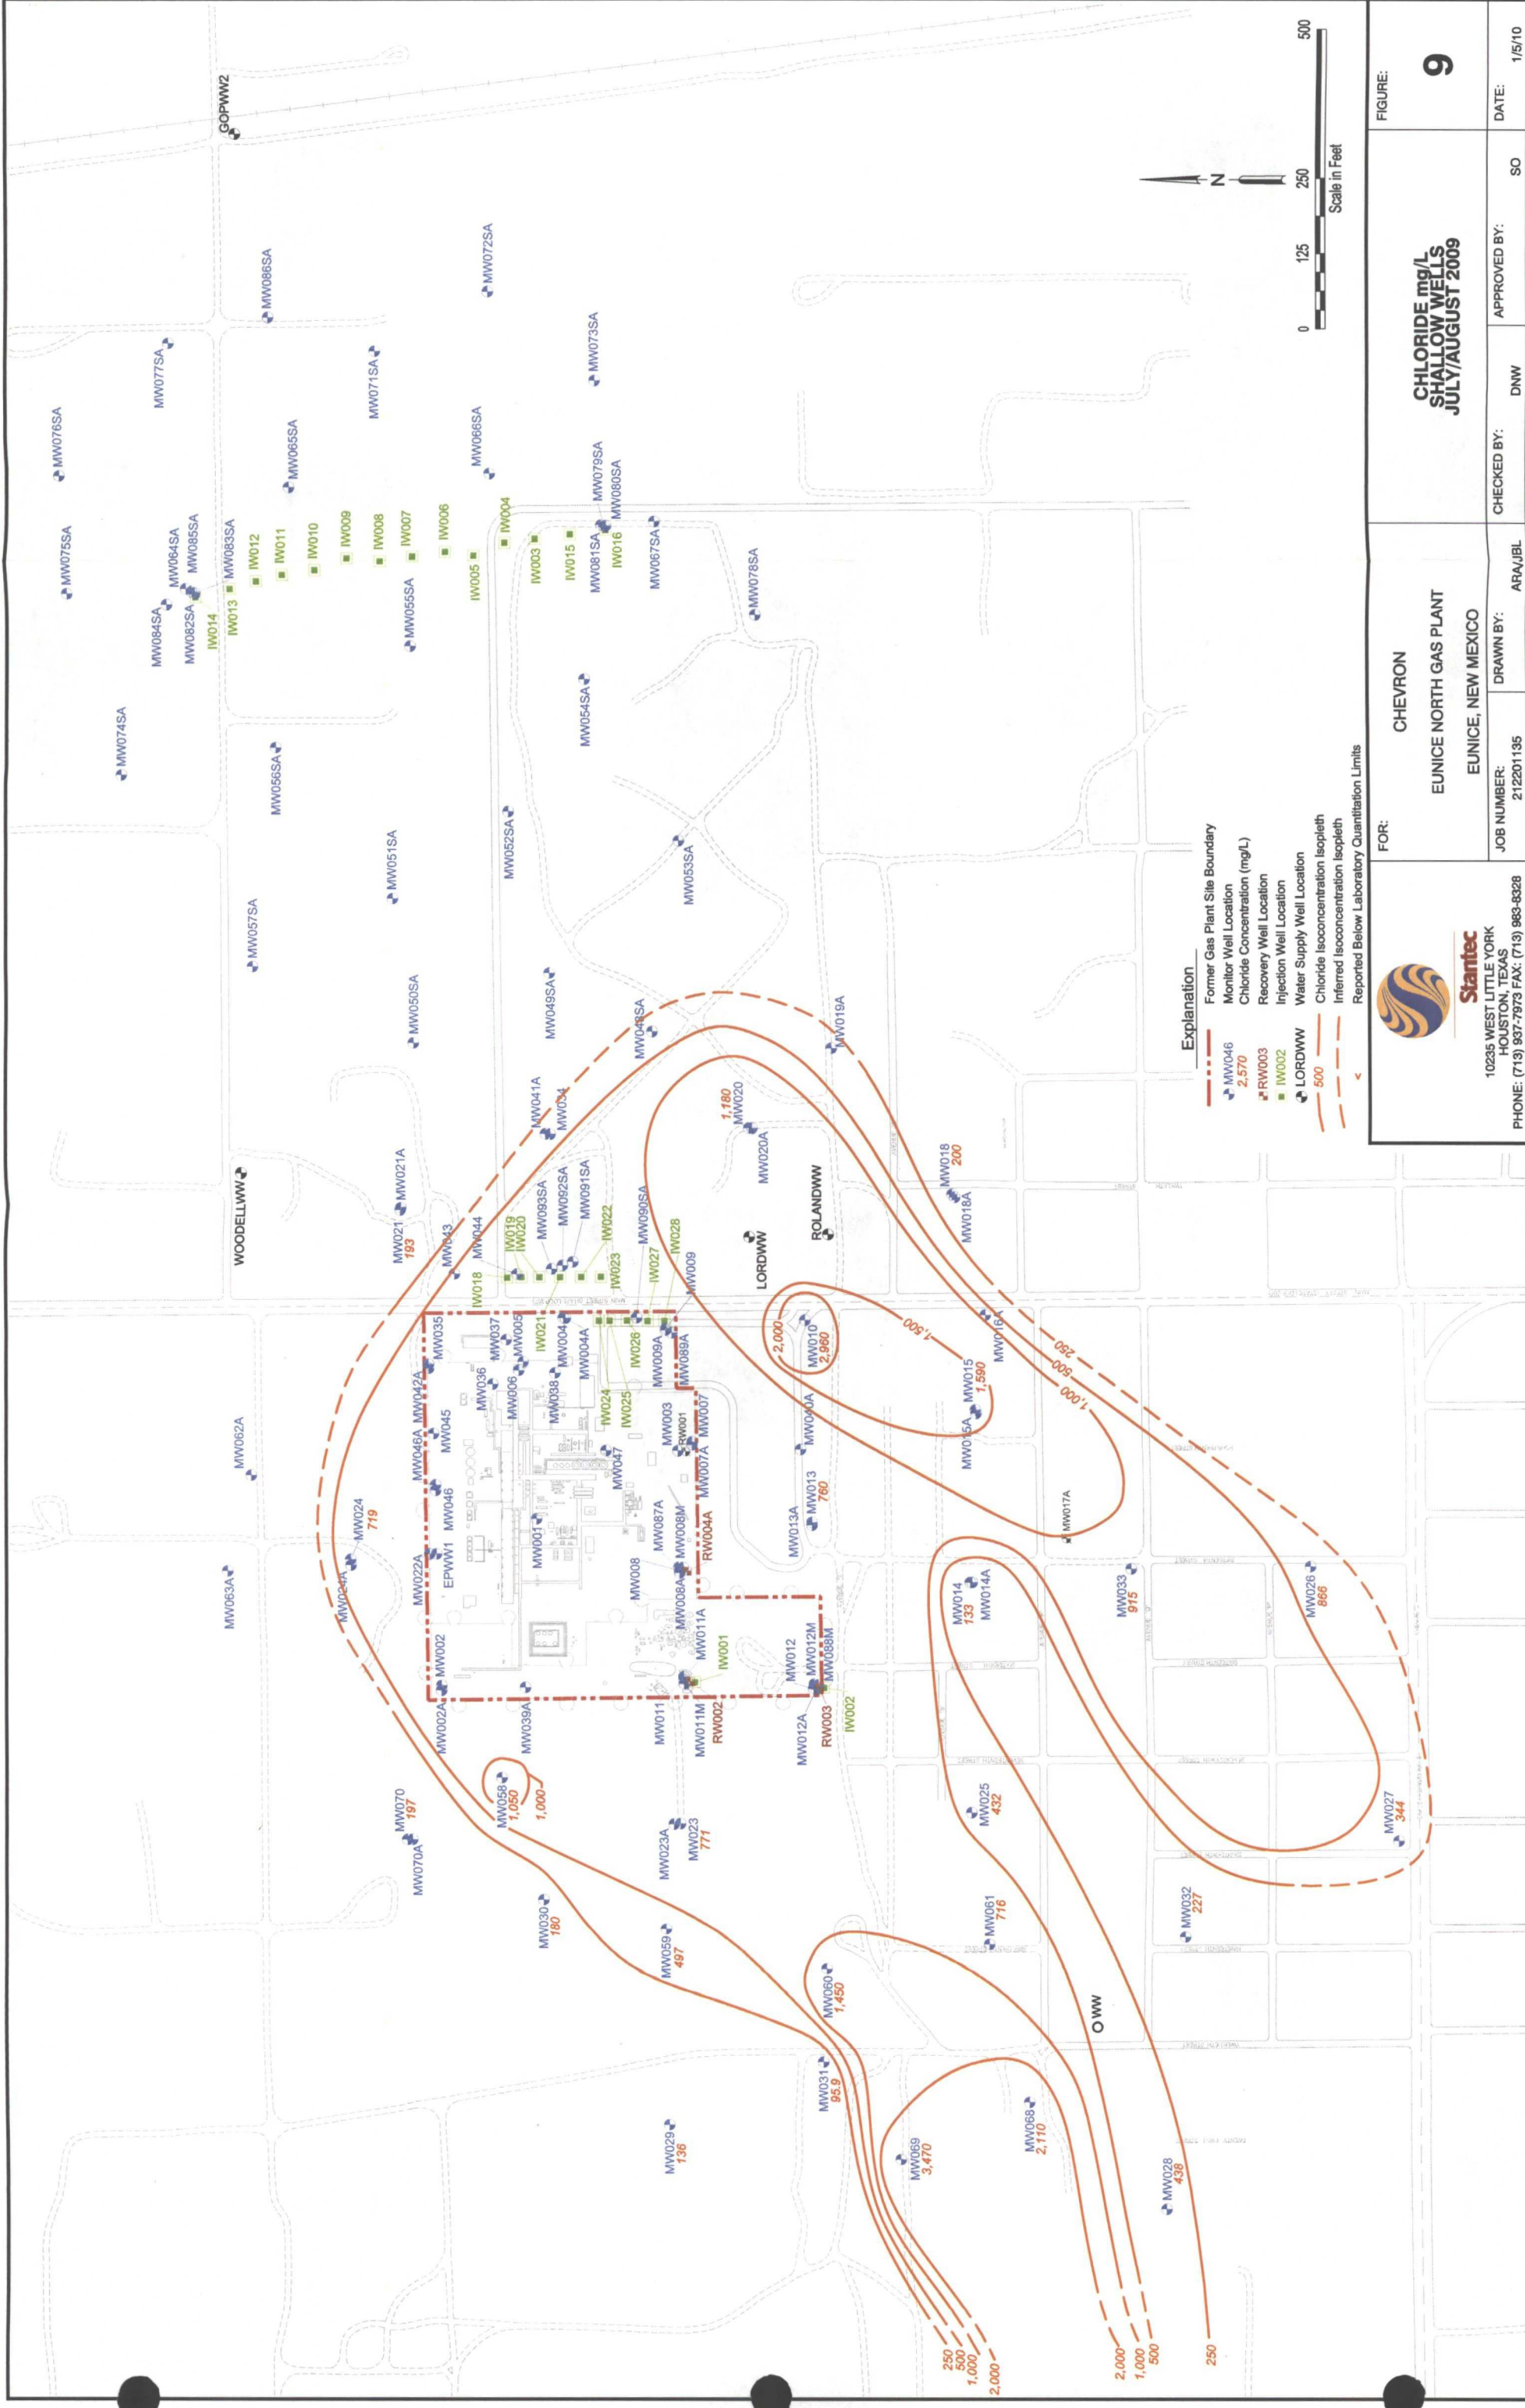 GOPWW2
MW076SA
MW075SA
MW077SA
MW086SA
MW084SA
MW064SA
MW085SA
MW082SA
MW083SA
IW014
IW013
IW012
IW011
IW010
IW009
IW008
IW007
IW006
IW005
IW004
IW003
IW015
IW016
MW065SA
MW071SA
MW072SA
MW066SA
MW073SA
MW079SA
MW080SA
MW081SA
MW067SA
MW078SA
MW055SA
MW054SA
MW074SA
MW056SA
MW051SA
MW052SA
MW053SA
MW057SA
MW050SA
MW049SA
MW048SA
MW019A
WOODELLWW
MW021A
MW021
193
MW041A
MW034
MW043
MW044
IW018
IW019
IW020
MW093SA
MW092SA
MW091SA
IW022
IW023
MW090SA
IW027
IW028
MW009
1,180
MW020
MW020A
LORDWW
ROLANDWW
MW018
200
MW018A
MAIN STREET
MW035
MW037
MW005
IW021
MW004
MW004A
IW026
MW009A
MW089A
MW042A
MW036
MW006
MW038
IW024
IW025
MW046A
MW045
MW046
MW047
MW003
RW001
MW007
MW007A
MW022A
EPWW1
MW001
MW087A
MW008M
RW004A
MW008
MW008A
MW002
MW002A
MW039A
MW011
MW011A
IW001
MW011M
RW002
MW012
MW012M
MW088M
MW012A
RW003
IW002
2,000
MW010
2,960
1,500
MW016A
MW015
1,590
MW015A
MW040A
MW013
760
MW013A
MW017A
1,000
500
250
MW062A
MW063A
MW024
719
MW024A
MW014
133
MW014A
MW033
915
MW026
866
MW027
344
MW025
432
MW061
716
MW032
227
MW070
197
MW070A
MW058
1,050
1,000
MW030
180
MW023A
MW023
771
MW059
497
MW060
1,450
MW031
95.9
MW029
136
MW069
3,470
MW068
2,110
MW028
438
WW
250
500
1,000
2,000
2,000
1,000
500
250
N
0
125
250
500
Scale in Feet
Explanation
Former Gas Plant Site Boundary
MW046 Monitor Well Location
2,570 Chloride Concentration (mg/L)
RW003 Recovery Well Location
IW002 Injection Well Location
LORDWW Water Supply Well Location
500 Chloride Isoconcentration Isopleth
Inferred Isoconcentration Isopleth
< Reported Below Laboratory Quantitation Limits
Stantec
10235 WEST LITTLE YORK
HOUSTON, TEXAS
PHONE: (713) 937-7973 FAX: (713) 983-8328
FOR:
CHEVRON
EUNICE NORTH GAS PLANT
EUNICE, NEW MEXICO
JOB NUMBER:
212201135
DRAWN BY:
ARA/JBL
CHLORIDE mg/L
SHALLOW WELLS
JULY/AUGUST 2009
CHECKED BY:
DNW
APPROVED BY:
SO
FIGURE:
9
DATE:
1/5/10